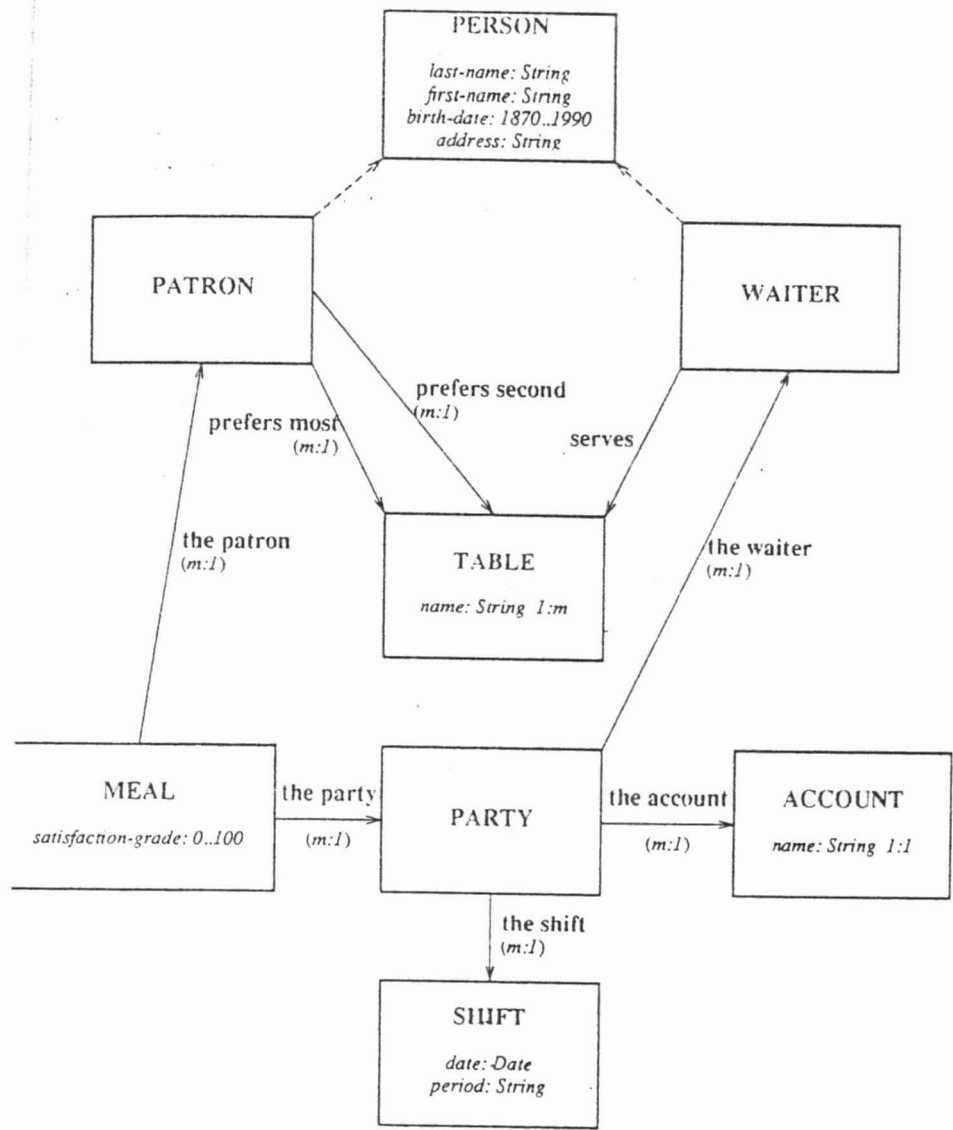 PERSON
last-name: String
first-name: String
birth-date: 1870..1990
address: String
PATRON
WAITER
prefers most
(m:1)
prefers second
(m:1)
serves
the patron
(m:1)
TABLE
name: String 1:m
the waiter
(m:1)
MEAL
satisfaction-grade: 0..100
the party
(m:1)
PARTY
the account
(m:1)
ACCOUNT
name: String 1:1
the shift
(m:1)
SHIFT
date: Date
period: String